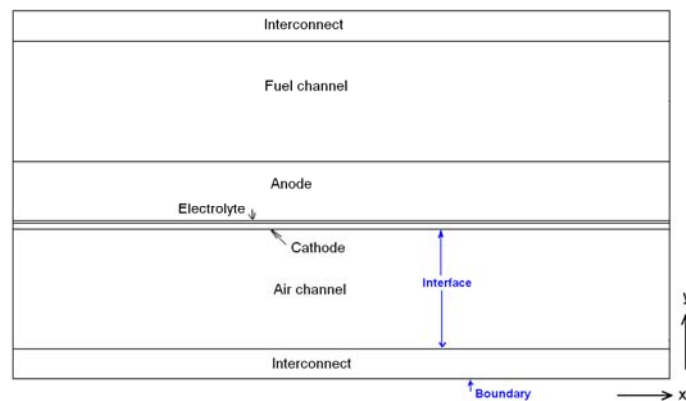 Interconnect
Fuel channel
Anode
Electrolyte
Cathode
Interface
Air channel
y
Interconnect
Boundary
x